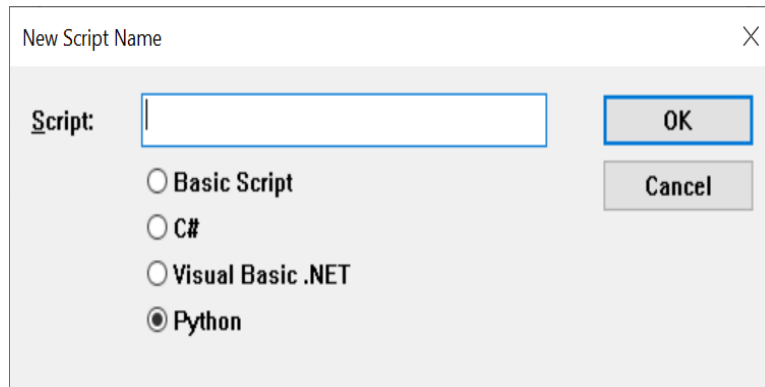 New Script Name
Script:
OK
Basic Script
Cancel
C#
Visual Basic .NET
Python